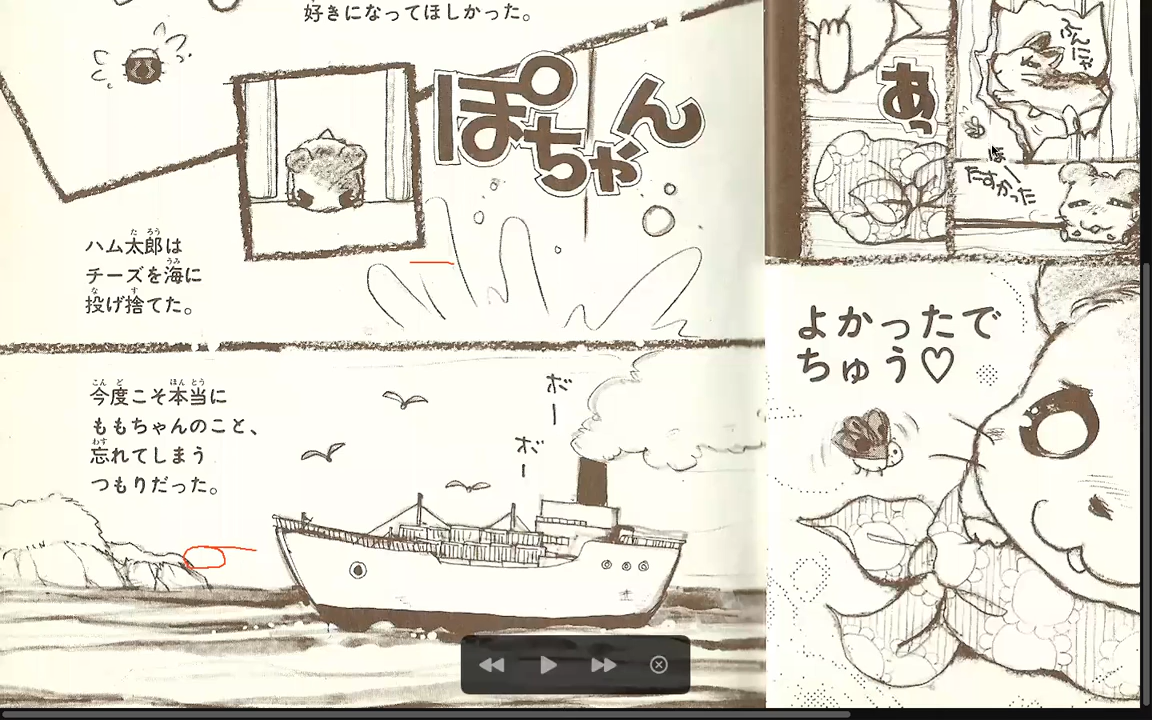 好きになってほしかった。
ぽちゃん
ハム太郎は
チーズを海に
投げ捨てた。
今度こそ本当に
ももちゃんのこと、
忘れてしまう
つもりだった。
ボー
ボー
ふんにゃ
あっ
ほー
たすかった
よかったで
ちゅう♡